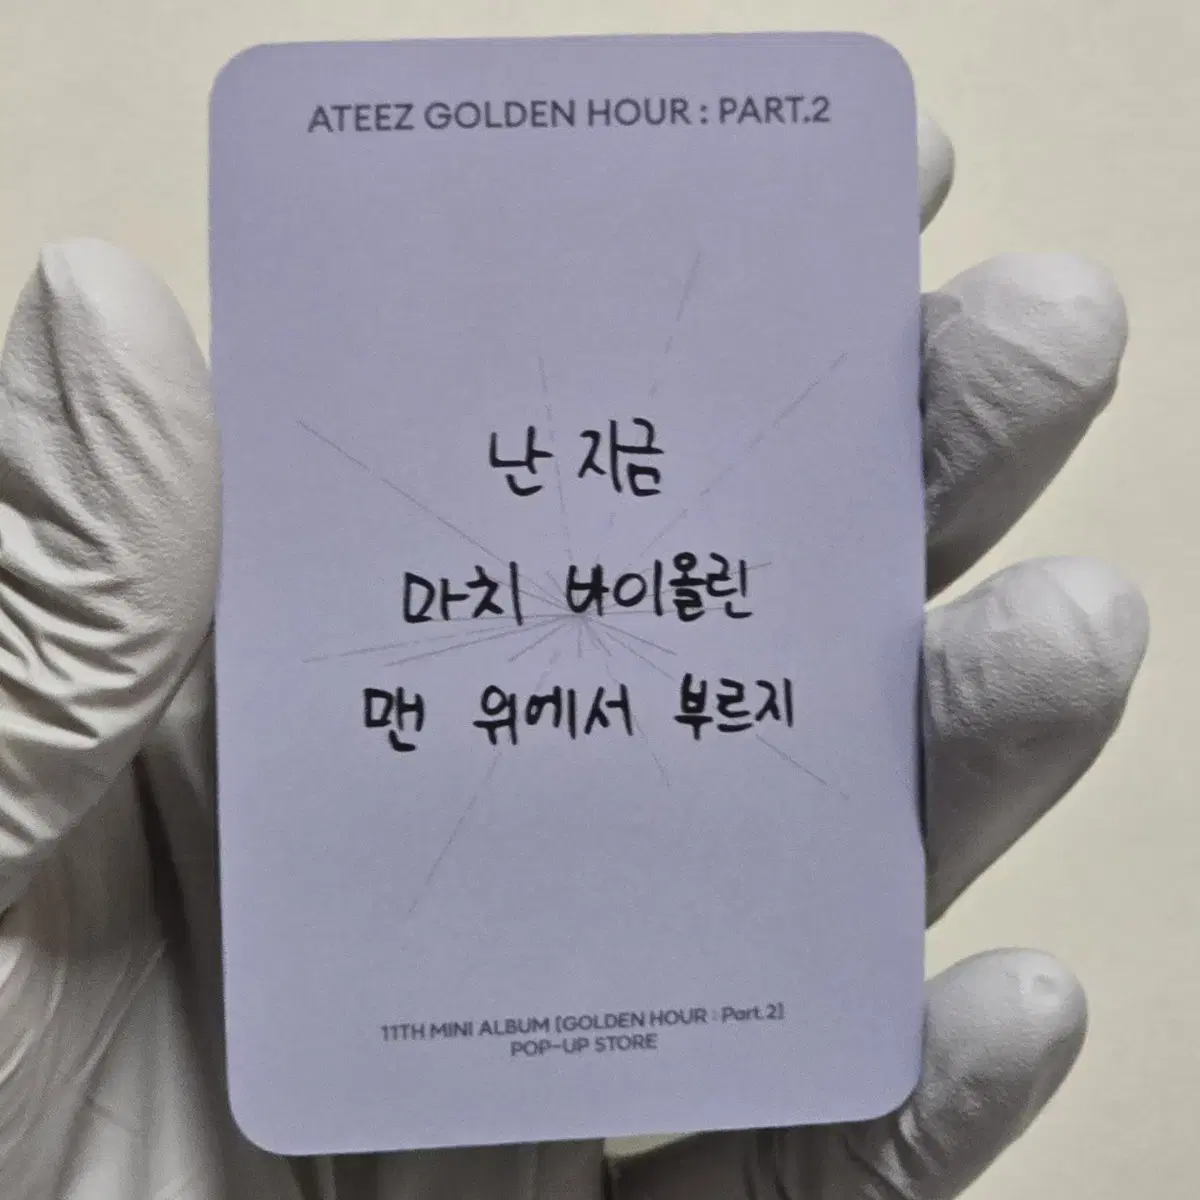 ATEEZ GOLDEN HOUR : PART.2
난 지금
마치 바이올린
맨 위에서 부르지
11TH MINI ALBUM [GOLDEN HOUR : Part.2]
POP-UP STORE